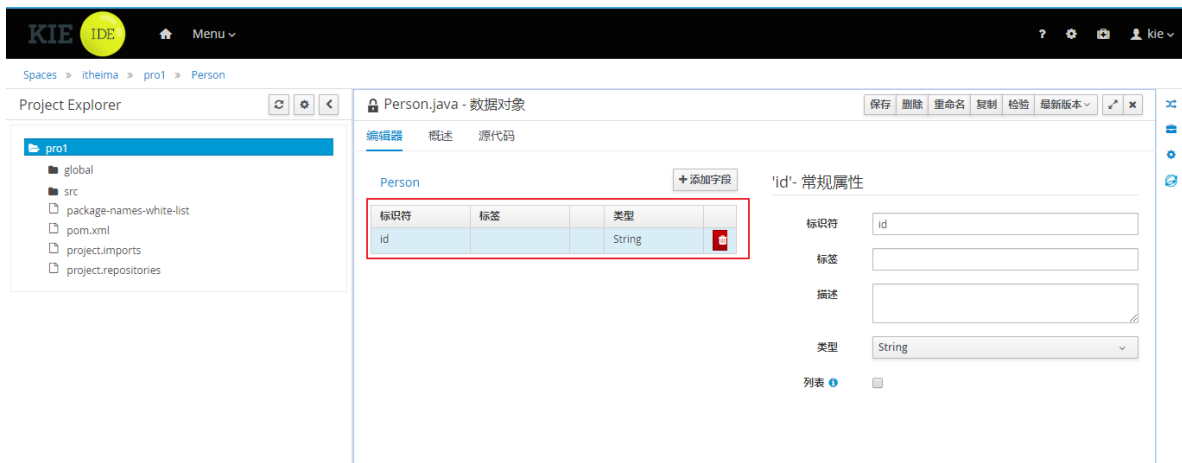 KIE IDE Menu ? kie
Spaces » itheima » pro1 » Person
Project Explorer
pro1
global
src
package-names-white-list
pom.xml
project.imports
project.repositories
Person.java - 数据对象
保存 删除 重命名 复制 检验 最新版本
编辑器 概述 源代码
Person
+添加字段
标识符 标签 类型
id String
'id'- 常规属性
标识符 id
标签
描述
类型 String
列表